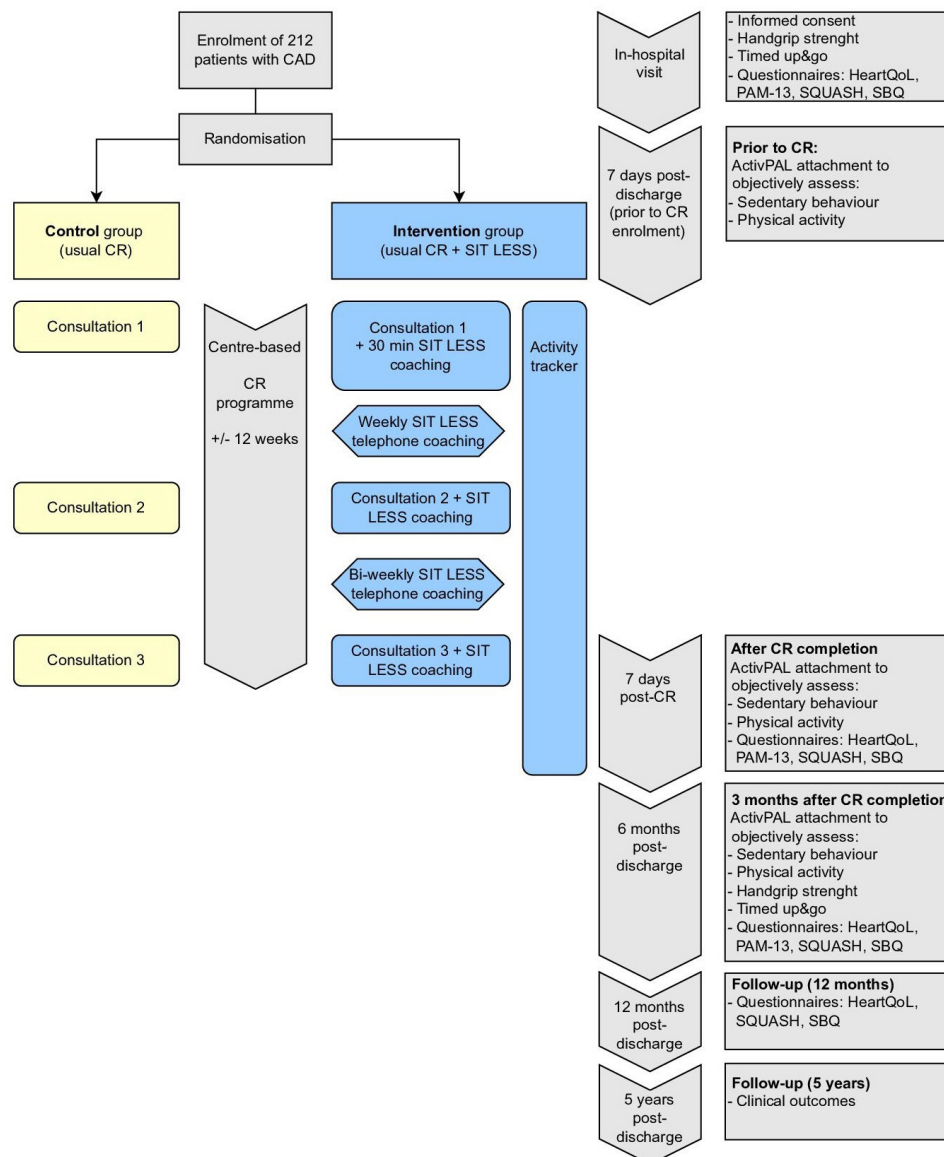 Enrolment of 212
patients with CAD
Randomisation
Control group
(usual CR)
Intervention group
(usual CR + SIT LESS)
Consultation 1
Consultation 2
Consultation 3
Centre-based
CR
programme
+/- 12 weeks
Consultation 1
+ 30 min SIT LESS
coaching
Weekly SIT LESS
telephone coaching
Consultation 2 + SIT
LESS coaching
Bi-weekly SIT LESS
telephone coaching
Consultation 3 + SIT
LESS coaching
Activity
tracker
In-hospital
visit
- Informed consent
- Handgrip strenght
- Timed up&go
- Questionnaires: HeartQoL,
PAM-13, SQUASH, SBQ
7 days post-
discharge
(prior to CR
enrolment)
Prior to CR:
ActivPAL attachment to
objectively assess:
- Sedentary behaviour
- Physical activity
7 days
post-CR
After CR completion
ActivPAL attachment to
objectively assess:
- Sedentary behaviour
- Physical activity
- Questionnaires: HeartQoL,
PAM-13, SQUASH, SBQ
6 months
post-
discharge
3 months after CR completion
ActivPAL attachment to
objectively assess:
- Sedentary behaviour
- Physical activity
- Handgrip strenght
- Timed up&go
- Questionnaires: HeartQoL,
PAM-13, SQUASH, SBQ
12 months
post-
discharge
Follow-up (12 months)
- Questionnaires: HeartQoL,
SQUASH, SBQ
5 years
post-
discharge
Follow-up (5 years)
- Clinical outcomes